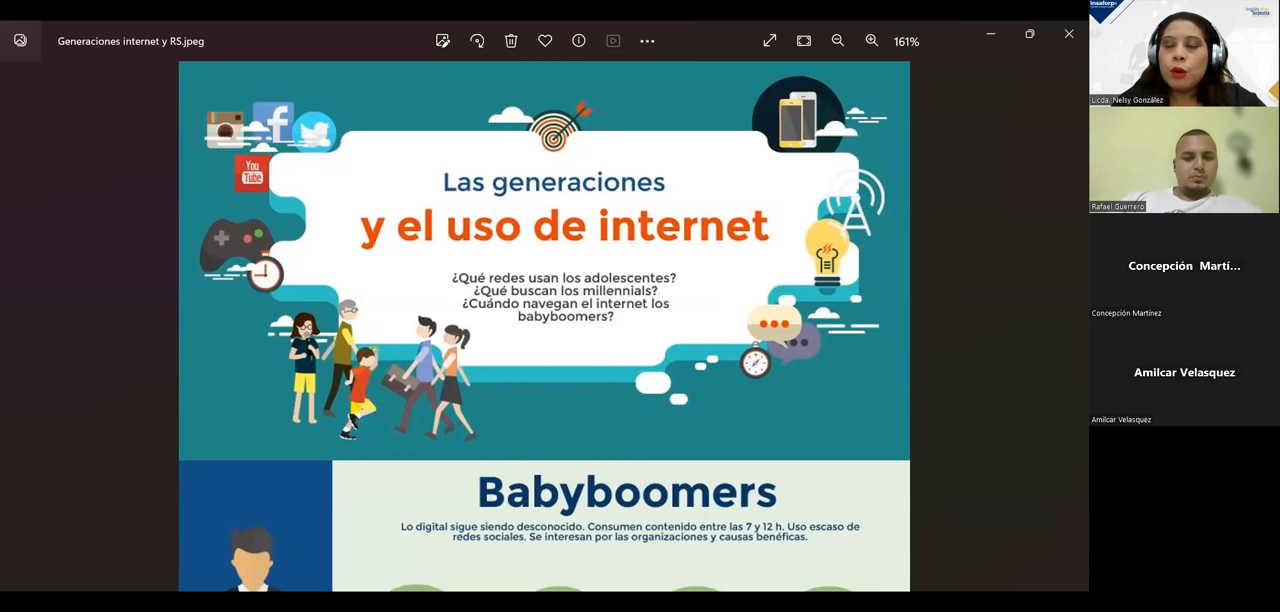 Generaciones internet y RS.jpeg
161%
You
Tube
Las generaciones
y el uso de internet
¿Qué redes usan los adolescentes?
¿Qué buscan los millennials?
¿Cuándo navegan el internet los
babyboomers?
Babyboomers
Lo digital sigue siendo desconocido. Consumen contenido entre las 7 y 12 h. Uso escaso de
redes sociales. Se interesan por las organizaciones y causas benéficas.
Insaforp
Licda. Nelsy González
Rafael Guerrero
Concepción Martí...
Concepción Martínez
Amilcar Velasquez
Amilcar Velasquez